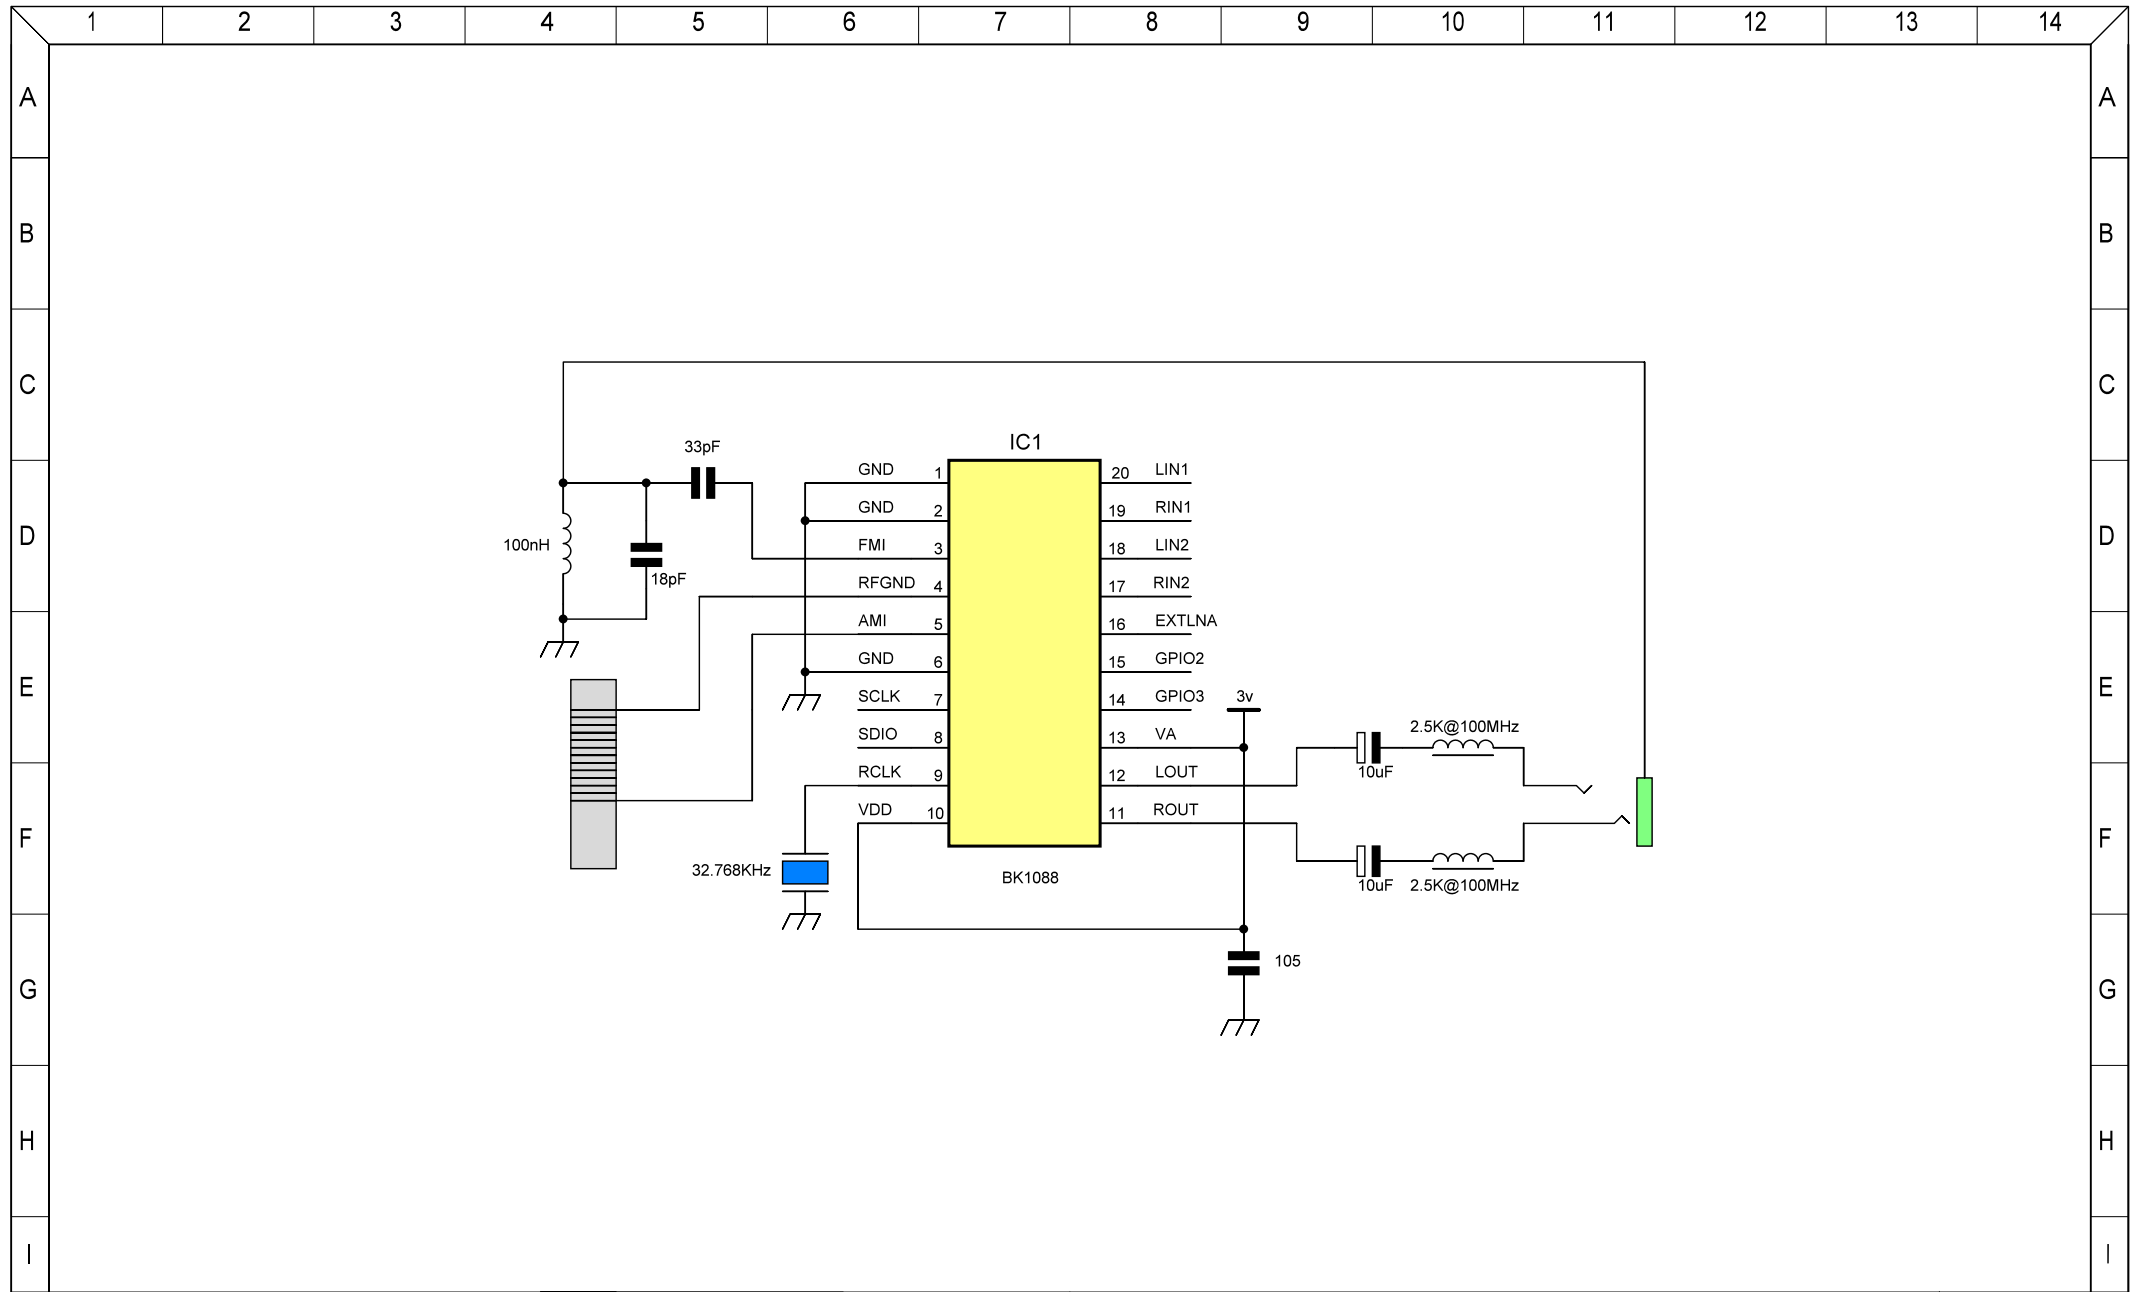 1 2 3 4 5 6 7 8 9 10 11 12 13 14
A A
B B
C C
33pF
IC1
GND 1 20 LIN1
GND 2 19 RIN1
D D
100nH FMI 3 18 LIN2
18pF RFGND 4 17 RIN2
AMI 5 16 EXTLNA
GND 6 15 GPIO2
E E
SCLK 7 14 GPIO3 3v
SDIO 8 13 VA 2.5K@100MHz
RCLK 9 12 LOUT 10uF
VDD 10 11 ROUT
F F
32.768KHz BK1088 10uF 2.5K@100MHz
105
G G
H H
I I